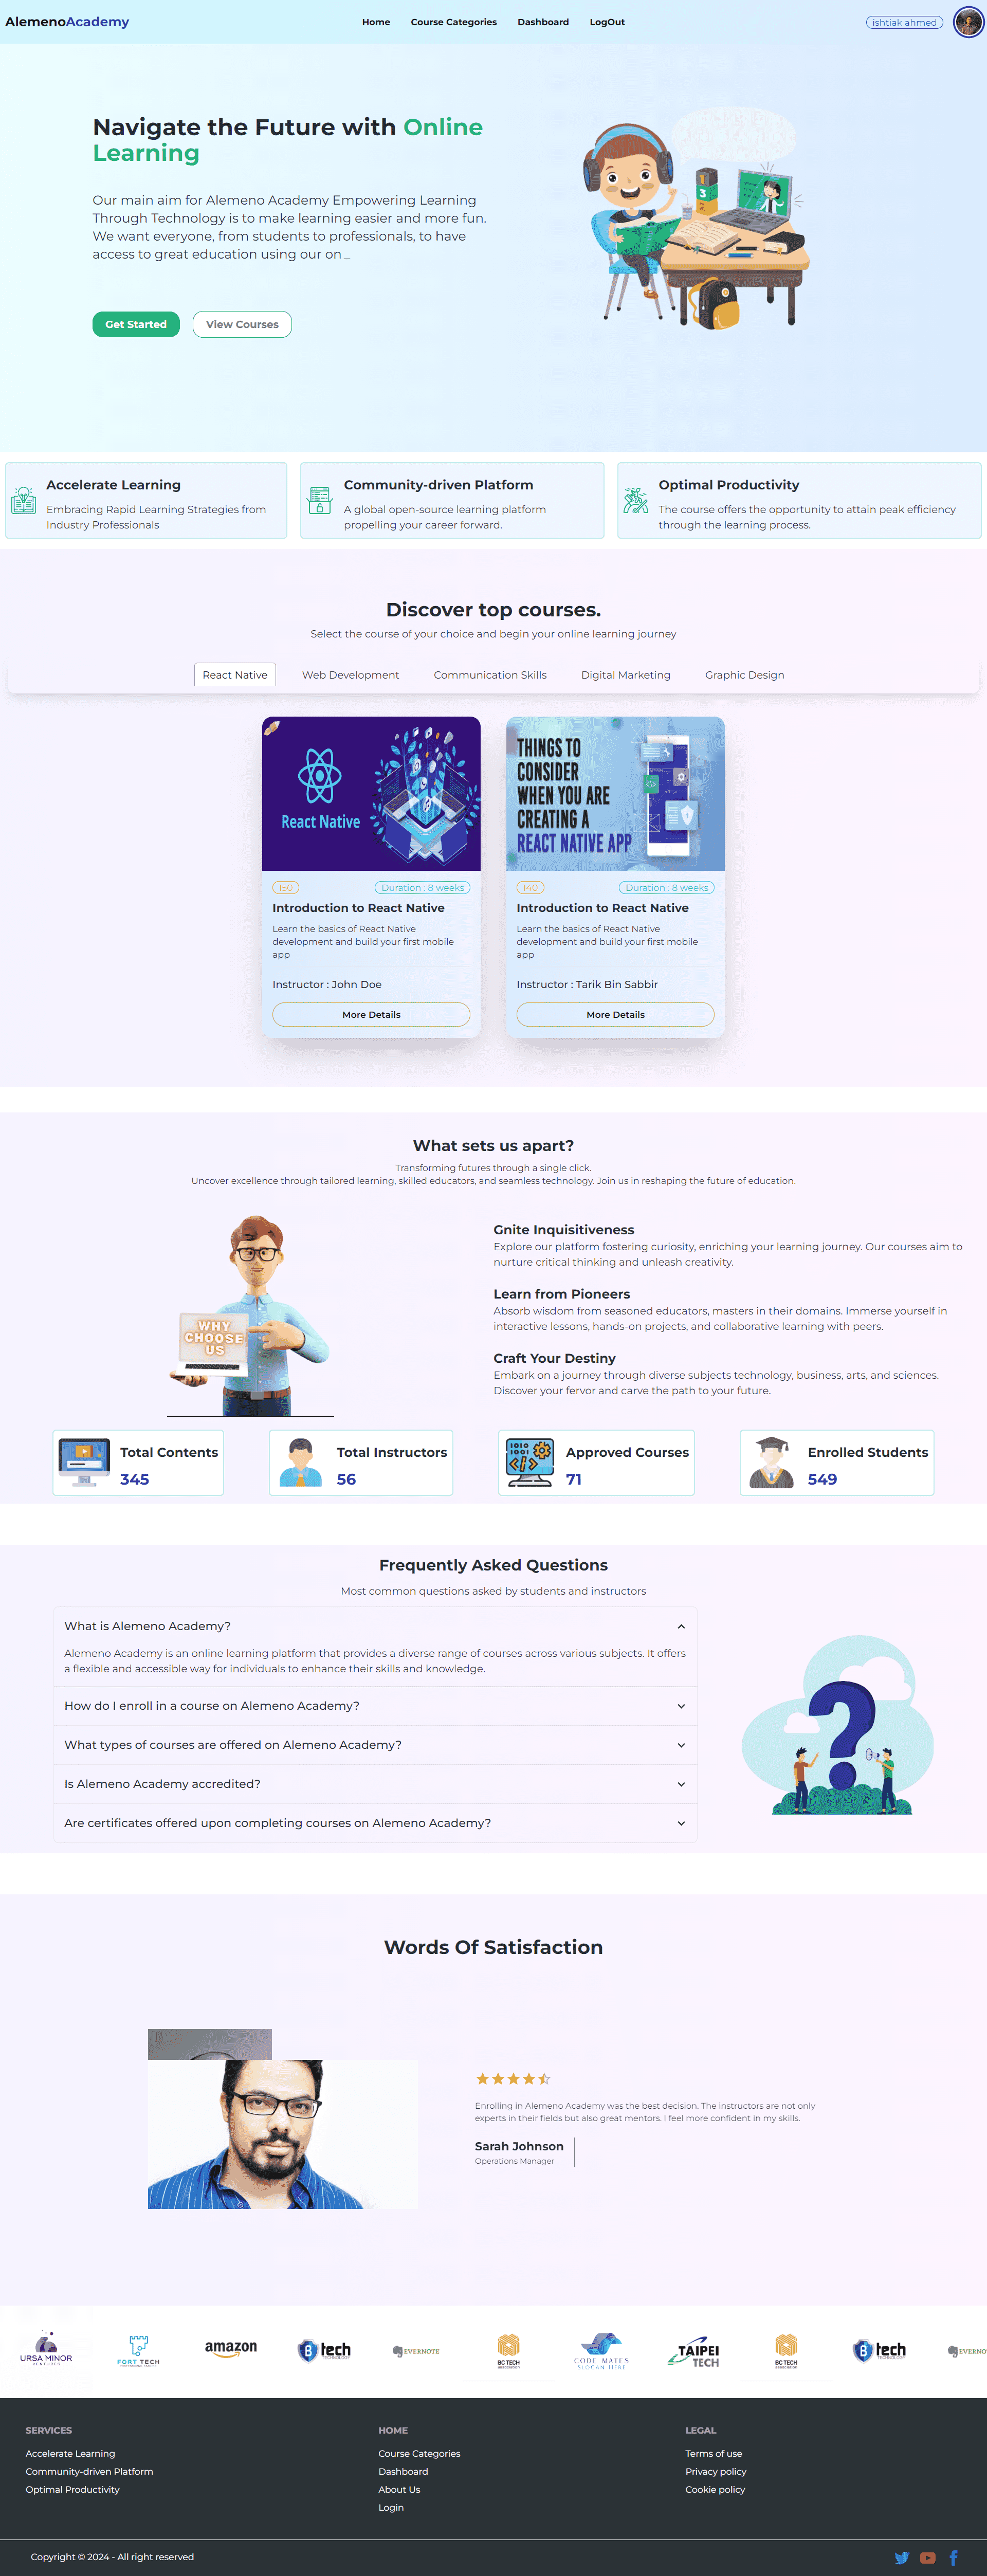 AlemenoAcademy
Home
Course Categories
Dashboard
LogOut
ishtiak ahmed
Navigate the Future with Online
Learning
Our main aim for Alemeno Academy Empowering Learning
Through Technology is to make learning easier and more fun.
We want everyone, from students to professionals, to have
access to great education using our on_
1
3
2
Get Started
View Courses
Accelerate Learning
Embracing Rapid Learning Strategies from
Industry Professionals
Community-driven Platform
A global open-source learning platform
propelling your career forward.
Optimal Productivity
The course offers the opportunity to attain peak efficiency
through the learning process.
Discover top courses.
Select the course of your choice and begin your online learning journey
React Native
Web Development
Communication Skills
Digital Marketing
Graphic Design
React Native
150
Duration : 8 weeks
Introduction to React Native
Learn the basics of React Native
development and build your first mobile
app
Instructor : John Doe
More Details
THINGS TO
CONSIDER
WHEN YOU ARE
CREATING A
REACT NATIVE APP
140
Duration : 8 weeks
Introduction to React Native
Learn the basics of React Native
development and build your first mobile
app
Instructor : Tarik Bin Sabbir
More Details
What sets us apart?
Transforming futures through a single click.
Uncover excellence through tailored learning, skilled educators, and seamless technology. Join us in reshaping the future of education.
WHY
CHOOSE
US
Gnite Inquisitiveness
Explore our platform fostering curiosity, enriching your learning journey. Our courses aim to
nurture critical thinking and unleash creativity.
Learn from Pioneers
Absorb wisdom from seasoned educators, masters in their domains. Immerse yourself in
interactive lessons, hands-on projects, and collaborative learning with peers.
Craft Your Destiny
Embark on a journey through diverse subjects technology, business, arts, and sciences.
Discover your fervor and carve the path to your future.
Total Contents
345
Total Instructors
56
Approved Courses
71
Enrolled Students
549
Frequently Asked Questions
Most common questions asked by students and instructors
What is Alemeno Academy?
Alemeno Academy is an online learning platform that provides a diverse range of courses across various subjects. It offers
a flexible and accessible way for individuals to enhance their skills and knowledge.
How do I enroll in a course on Alemeno Academy?
What types of courses are offered on Alemeno Academy?
Is Alemeno Academy accredited?
Are certificates offered upon completing courses on Alemeno Academy?
?
Words Of Satisfaction
Enrolling in Alemeno Academy was the best decision. The instructors are not only
experts in their fields but also great mentors. I feel more confident in my skills.
Sarah Johnson
Operations Manager
URSA MINOR
VENTURES
FORT TECH
amazon
B tech
EVERNOTE
BC TECH
CODE MATES
SLOGAN HERE
TAIPEI
TECH
BC TECH
B tech
EVERNO
SERVICES
Accelerate Learning
Community-driven Platform
Optimal Productivity
HOME
Course Categories
Dashboard
About Us
Login
LEGAL
Terms of use
Privacy policy
Cookie policy
Copyright © 2024 - All right reserved